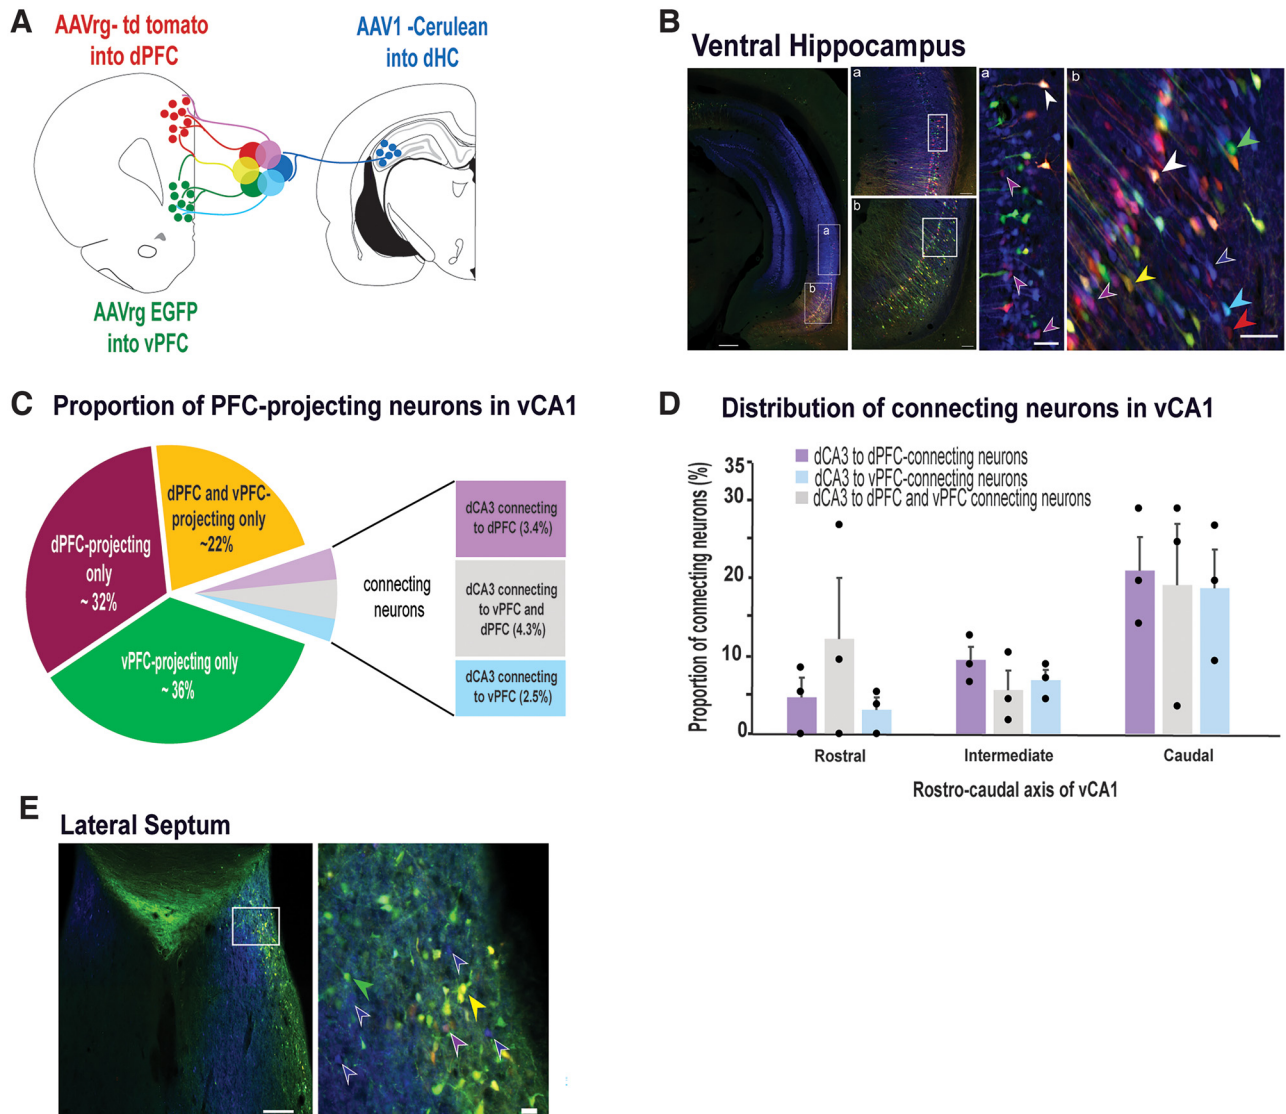 A
AAVrg- td tomato
into dPFC
AAV1 -Cerulean
into dHC
AAVrg EGFP
into vPFC
B
Ventral Hippocampus
a
b
a
b
a
b
C
Proportion of PFC-projecting neurons in vCA1
dPFC and vPFC-
projecting only
~22%
dPFC-projecting
only
~ 32%
vPFC-projecting only
~ 36%
connecting
neurons
dCA3 connecting
to dPFC (3.4%)
dCA3 connecting
to vPFC and
dPFC (4.3%)
dCA3 connecting
to vPFC (2.5%)
D
Distribution of connecting neurons in vCA1
dCA3 to dPFC-connecting neurons
dCA3 to vPFC-connecting neurons
dCA3 to dPFC and vPFC connecting neurons
Proportion of connecting neurons (%)
35
30
20
10
0
Rostral
Intermediate
Caudal
Rostro-caudal axis of vCA1
E
Lateral Septum